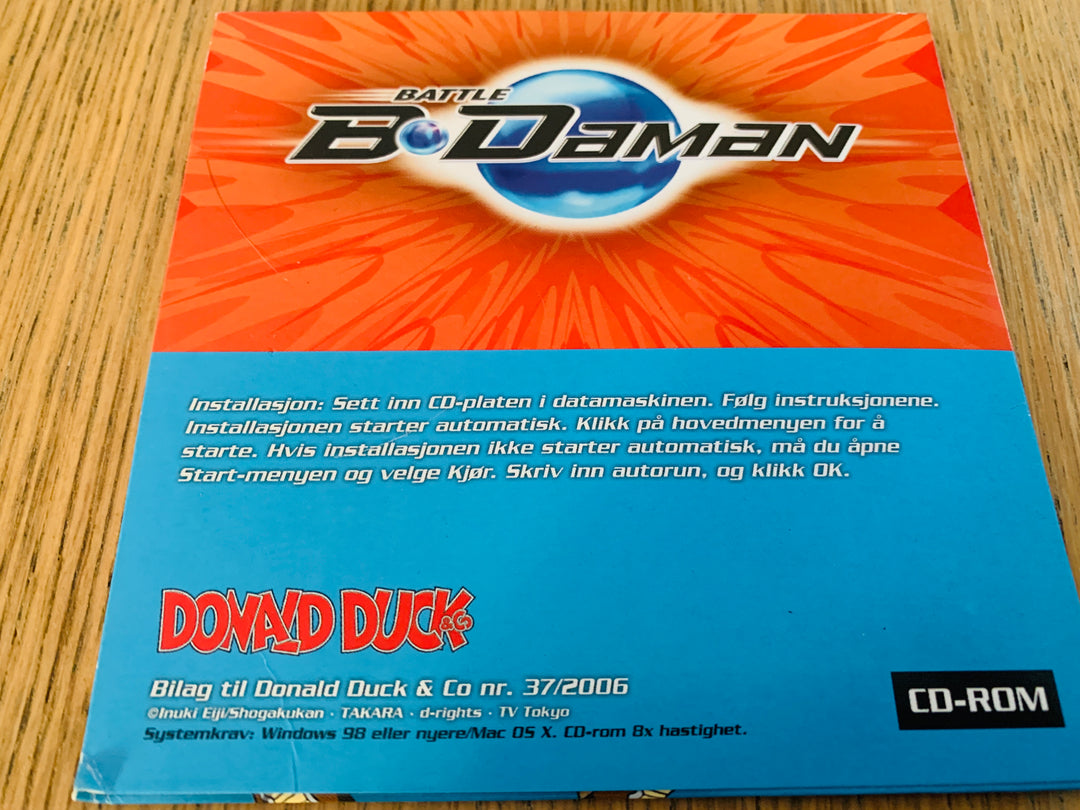 BATTLE
B-DAMAN
Installasjon: Sett inn CD-platen i datamaskinen. Følg instruksjonene.
Installasjonen starter automatisk. Klikk på hovedmenyen for å
starte. Hvis installasjonen ikke starter automatisk, må du åpne
Start-menyen og velge Kjør. Skriv inn autorun, og klikk OK.
DONALD DUCK &CO
Bilag til Donald Duck & Co nr. 37/2006
©Inuki Eiji/Shogakukan · TAKARA · d-rights · TV Tokyo
CD-ROM
Systemkrav: Windows 98 eller nyere/Mac OS X. CD-rom 8x hastighet.